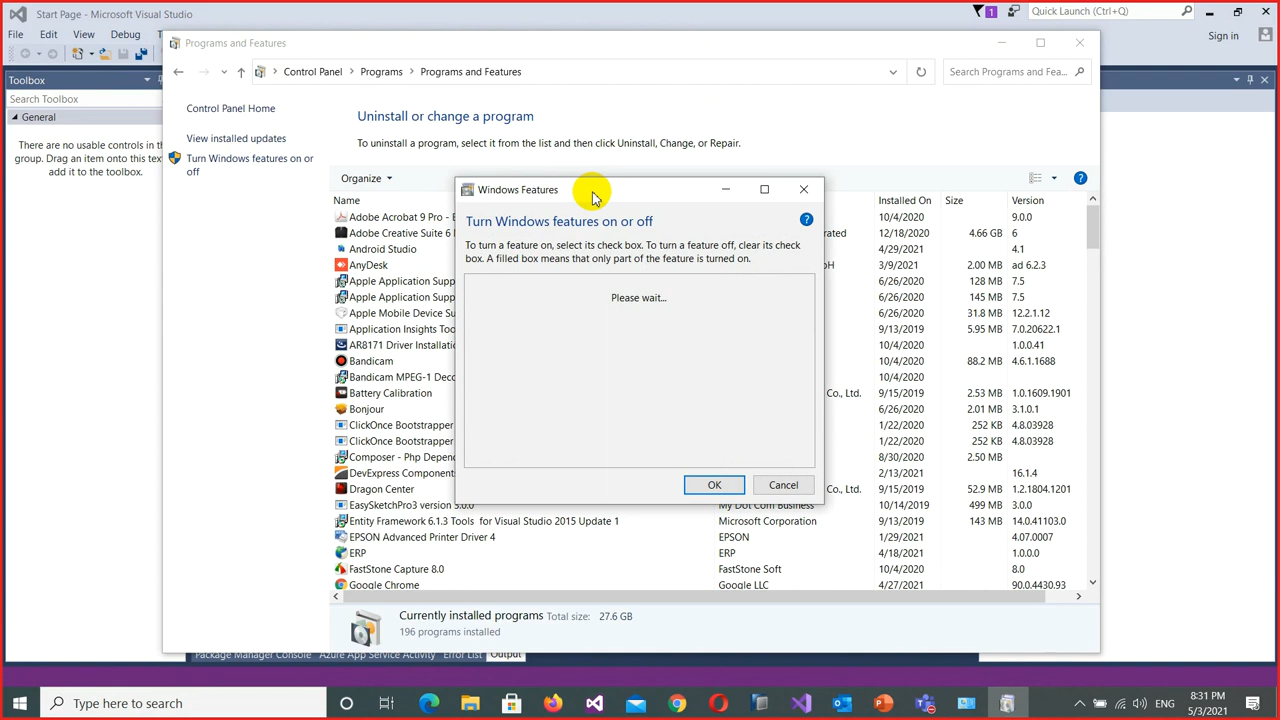 Start Page - Microsoft Visual Studio
1
Quick Launch (Ctrl+Q)
File Edit View Debug
Sign in
Toolbox
Search Toolbox
General
There are no usable controls in th
group. Drag an item onto this tex
add it to the toolbox.
Programs and Features
Control Panel > Programs > Programs and Features
Search Programs and Fea...
Control Panel Home
View installed updates
Turn Windows features on or
off
Uninstall or change a program
To uninstall a program, select it from the list and then click Uninstall, Change, or Repair.
Organize
Name Installed On Size Version
Adobe Acrobat 9 Pro - E 10/4/2020 9.0.0
Adobe Creative Suite 6 orated 12/18/2020 4.66 GB 6
Android Studio 4/29/2021 4.1
AnyDesk bH 3/9/2021 2.00 MB ad 6.2.3
Apple Application Supp 6/26/2020 128 MB 7.5
Apple Application Supp 6/26/2020 145 MB 7.5
Apple Mobile Device Su 6/26/2020 31.8 MB 12.2.1.12
Application Insights To 9/13/2019 5.95 MB 7.0.20622.1
AR8171 Driver Installatio 10/4/2020 1.0.0.41
Bandicam 10/4/2020 88.2 MB 4.6.1.1688
Bandicam MPEG-1 Deco 10/4/2020
Battery Calibration Co., Ltd. 9/15/2019 2.53 MB 1.0.1609.1901
Bonjour 6/26/2020 2.01 MB 3.1.0.1
ClickOnce Bootstrapper 1/22/2020 252 KB 4.8.03928
ClickOnce Bootstrapper 1/22/2020 252 KB 4.8.03928
Composer - Php Depend 8/30/2020 2.50 MB
DevExpress Component 2/13/2021 16.1.4
Dragon Center Co., Ltd. 9/15/2019 52.9 MB 1.2.1804.1201
EasySketchPro3 version 3.0.0 My Dot Com Business 10/14/2019 499 MB 3.0.0
Entity Framework 6.1.3 Tools for Visual Studio 2015 Update 1 Microsoft Corporation 9/13/2019 143 MB 14.0.41103.0
EPSON Advanced Printer Driver 4 EPSON 1/29/2021 4.07.0007
ERP ERP 4/18/2021 1.0.0.0
FastStone Capture 8.0 FastStone Soft 10/4/2020 8.0
Google Chrome Google LLC 4/27/2021 90.0.4430.93
Currently installed programs Total size: 27.6 GB
196 programs installed
Windows Features
Turn Windows features on or off
To turn a feature on, select its check box. To turn a feature off, clear its check
box. A filled box means that only part of the feature is turned on.
Please wait...
OK Cancel
Package Manager Console Azure App Service Activity Error List Output
Type here to search
ENG
8:31 PM
5/3/2021